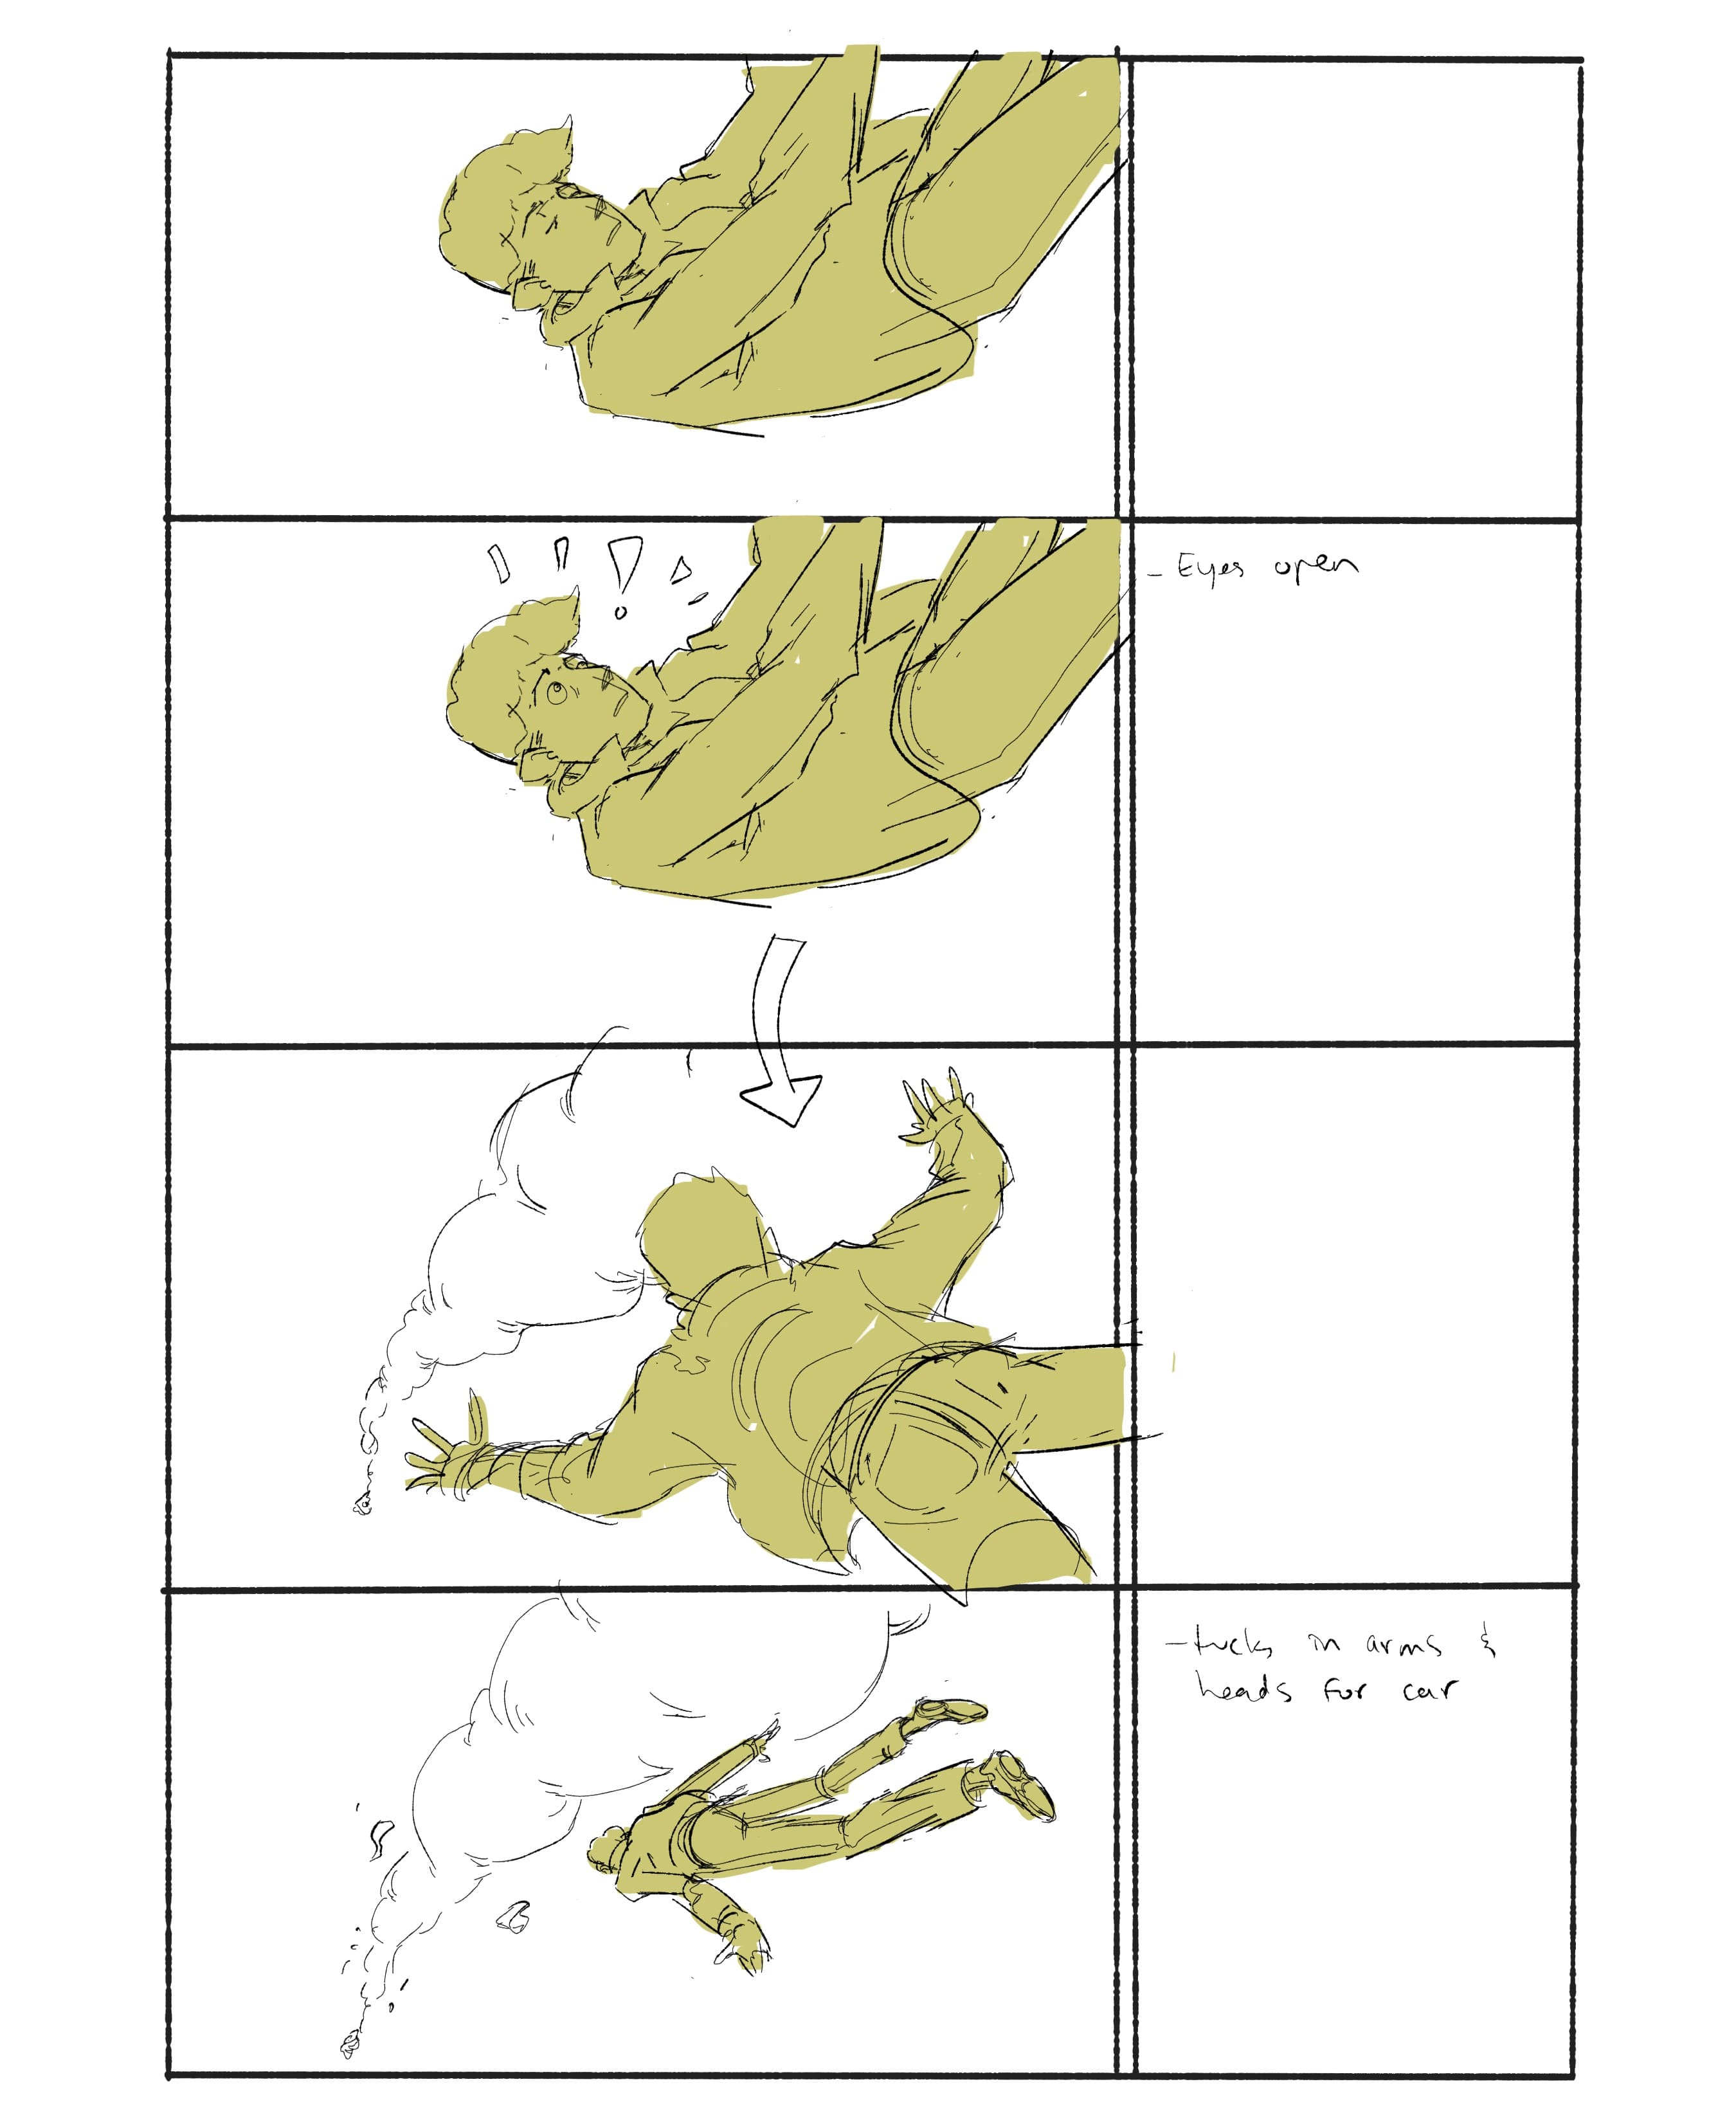 !
- Eyes open
- tucks in arms &
heads for car